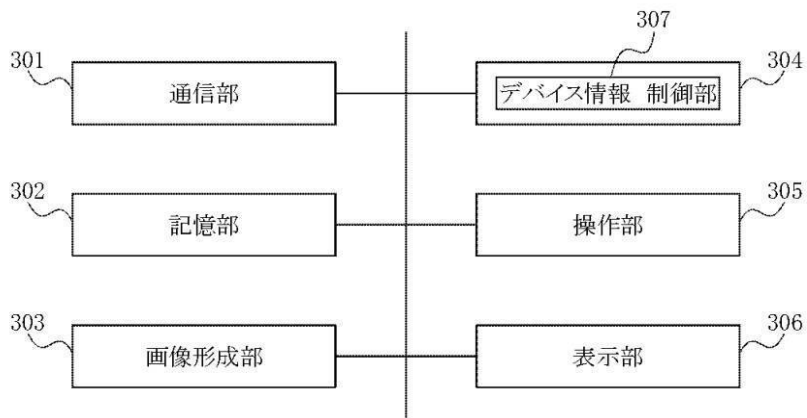 307
301
通信部
デバイス情報 制御部
304
302
記憶部
操作部
305
303
画像形成部
表示部
306